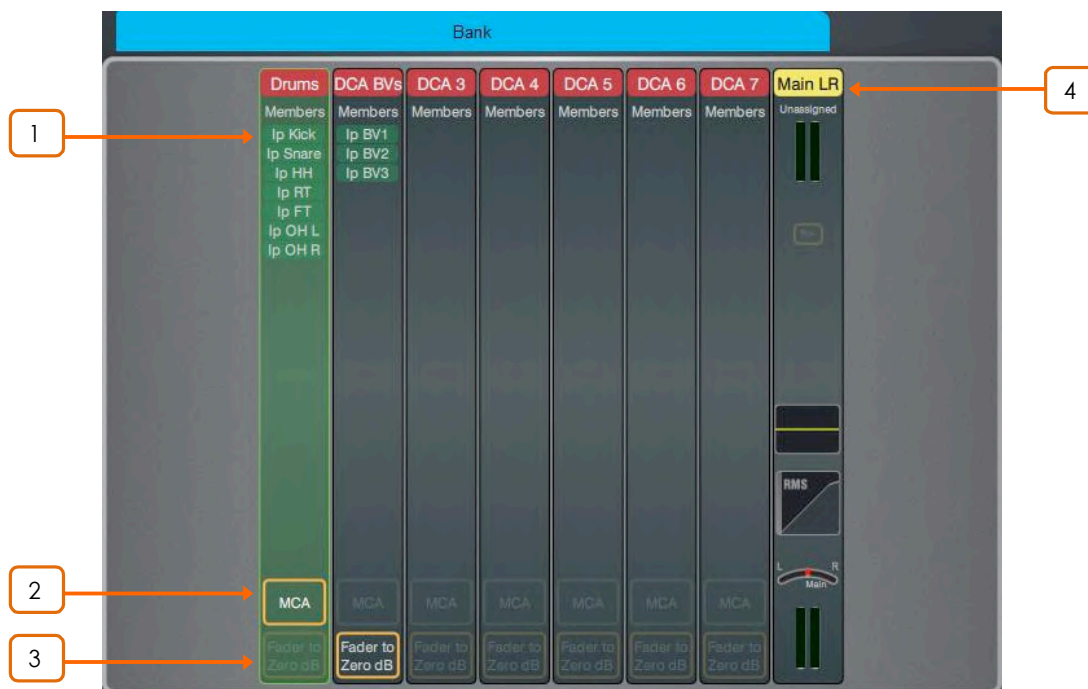 Bank
Drums DCA BVs DCA 3 DCA 4 DCA 5 DCA 6 DCA 7 Main LR
4
Members Members Members Members Members Members Members Unassigned
1
Ip Kick Ip BV1
Ip Snare Ip BV2
Ip HH Ip BV3
Ip RT
Ip FT
Ip OH L
Ip OH R
RMS
L R
Main
2
MCA MCA MCA MCA MCA MCA MCA
3
Fader to Fader to Fader to Fader to Fader to Fader to Fader to
Zero dB Zero dB Zero dB Zero dB Zero dB Zero dB Zero dB